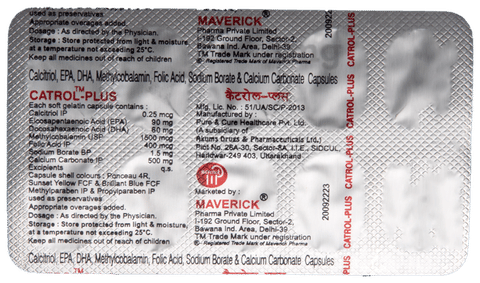 used as preservatives
Appropriate overages added.
Dosage : As directed by the Physician.
Storage : Store protected from light & moisture,
at a temperature not exceeding 25°C.
Keep all medicines out of reach of children
MAVERICK®
Pharma Private Limited
I-192 Ground Floor, Sector-2,
Bawana Ind. Area, Delhi-39
TM Trade Mark under registration
®- Registered Trade Mark of Maverick Pharma
20092223
CATROL-PLUS
Calcitriol, EPA, DHA, Methylcobalamin, Folic Acid, Sodium Borate & Calcium Carbonate Capsules
CATROL™-PLUS
Each soft gelatin capsule contains :
Calcitriol IP 0.25 mcg
Eicosapentaenoic Acid (EPA) 90 mg
Docosahexaenoic Acid (DHA) 60 mg
Methylcobalamin USP 1500 mcg
Folic Acid IP 400 mcg
Sodium Borate BP 1.5 mg
Calcium Carbonate IP 500 mg
Excipients q.s.
Capsule shell colours : Ponceau 4R,
Sunset Yellow FCF & Brilliant Blue FCF
Methylparaben IP & Propylparaben IP
used as preservatives
Appropriate overages added.
Dosage : As directed by the Physician.
Storage : Store protected from light & moisture,
at a temperature not exceeding 25°C.
Keep all medicines out of reach of children
कैटरोल-प्लस
Mfg. Lic. No. : 51/UA/SC/P-2013
Manufactured by :
Pure & Cure Healthcare Pvt. Ltd.
(A subsidiary of
Akums Drugs & Pharmaceuticals Ltd.)
Plot No. 26A-30, Sector-8A, I.I.E., SIDCUL,
Haridwar-249 403, Uttarakhand
Marketed by :
MAVERICK®
Pharma Private Limited
I-192 Ground Floor, Sector-2,
Bawana Ind. Area, Delhi-39
TM Trade Mark under registration
®- Registered Trade Mark of Maverick Pharma
20092223
PLUS CATROL-PLUS CATROL-PLUS
Calcitriol, EPA, DHA, Methylcobalamin, Folic Acid, Sodium Borate & Calcium Carbonate Capsules